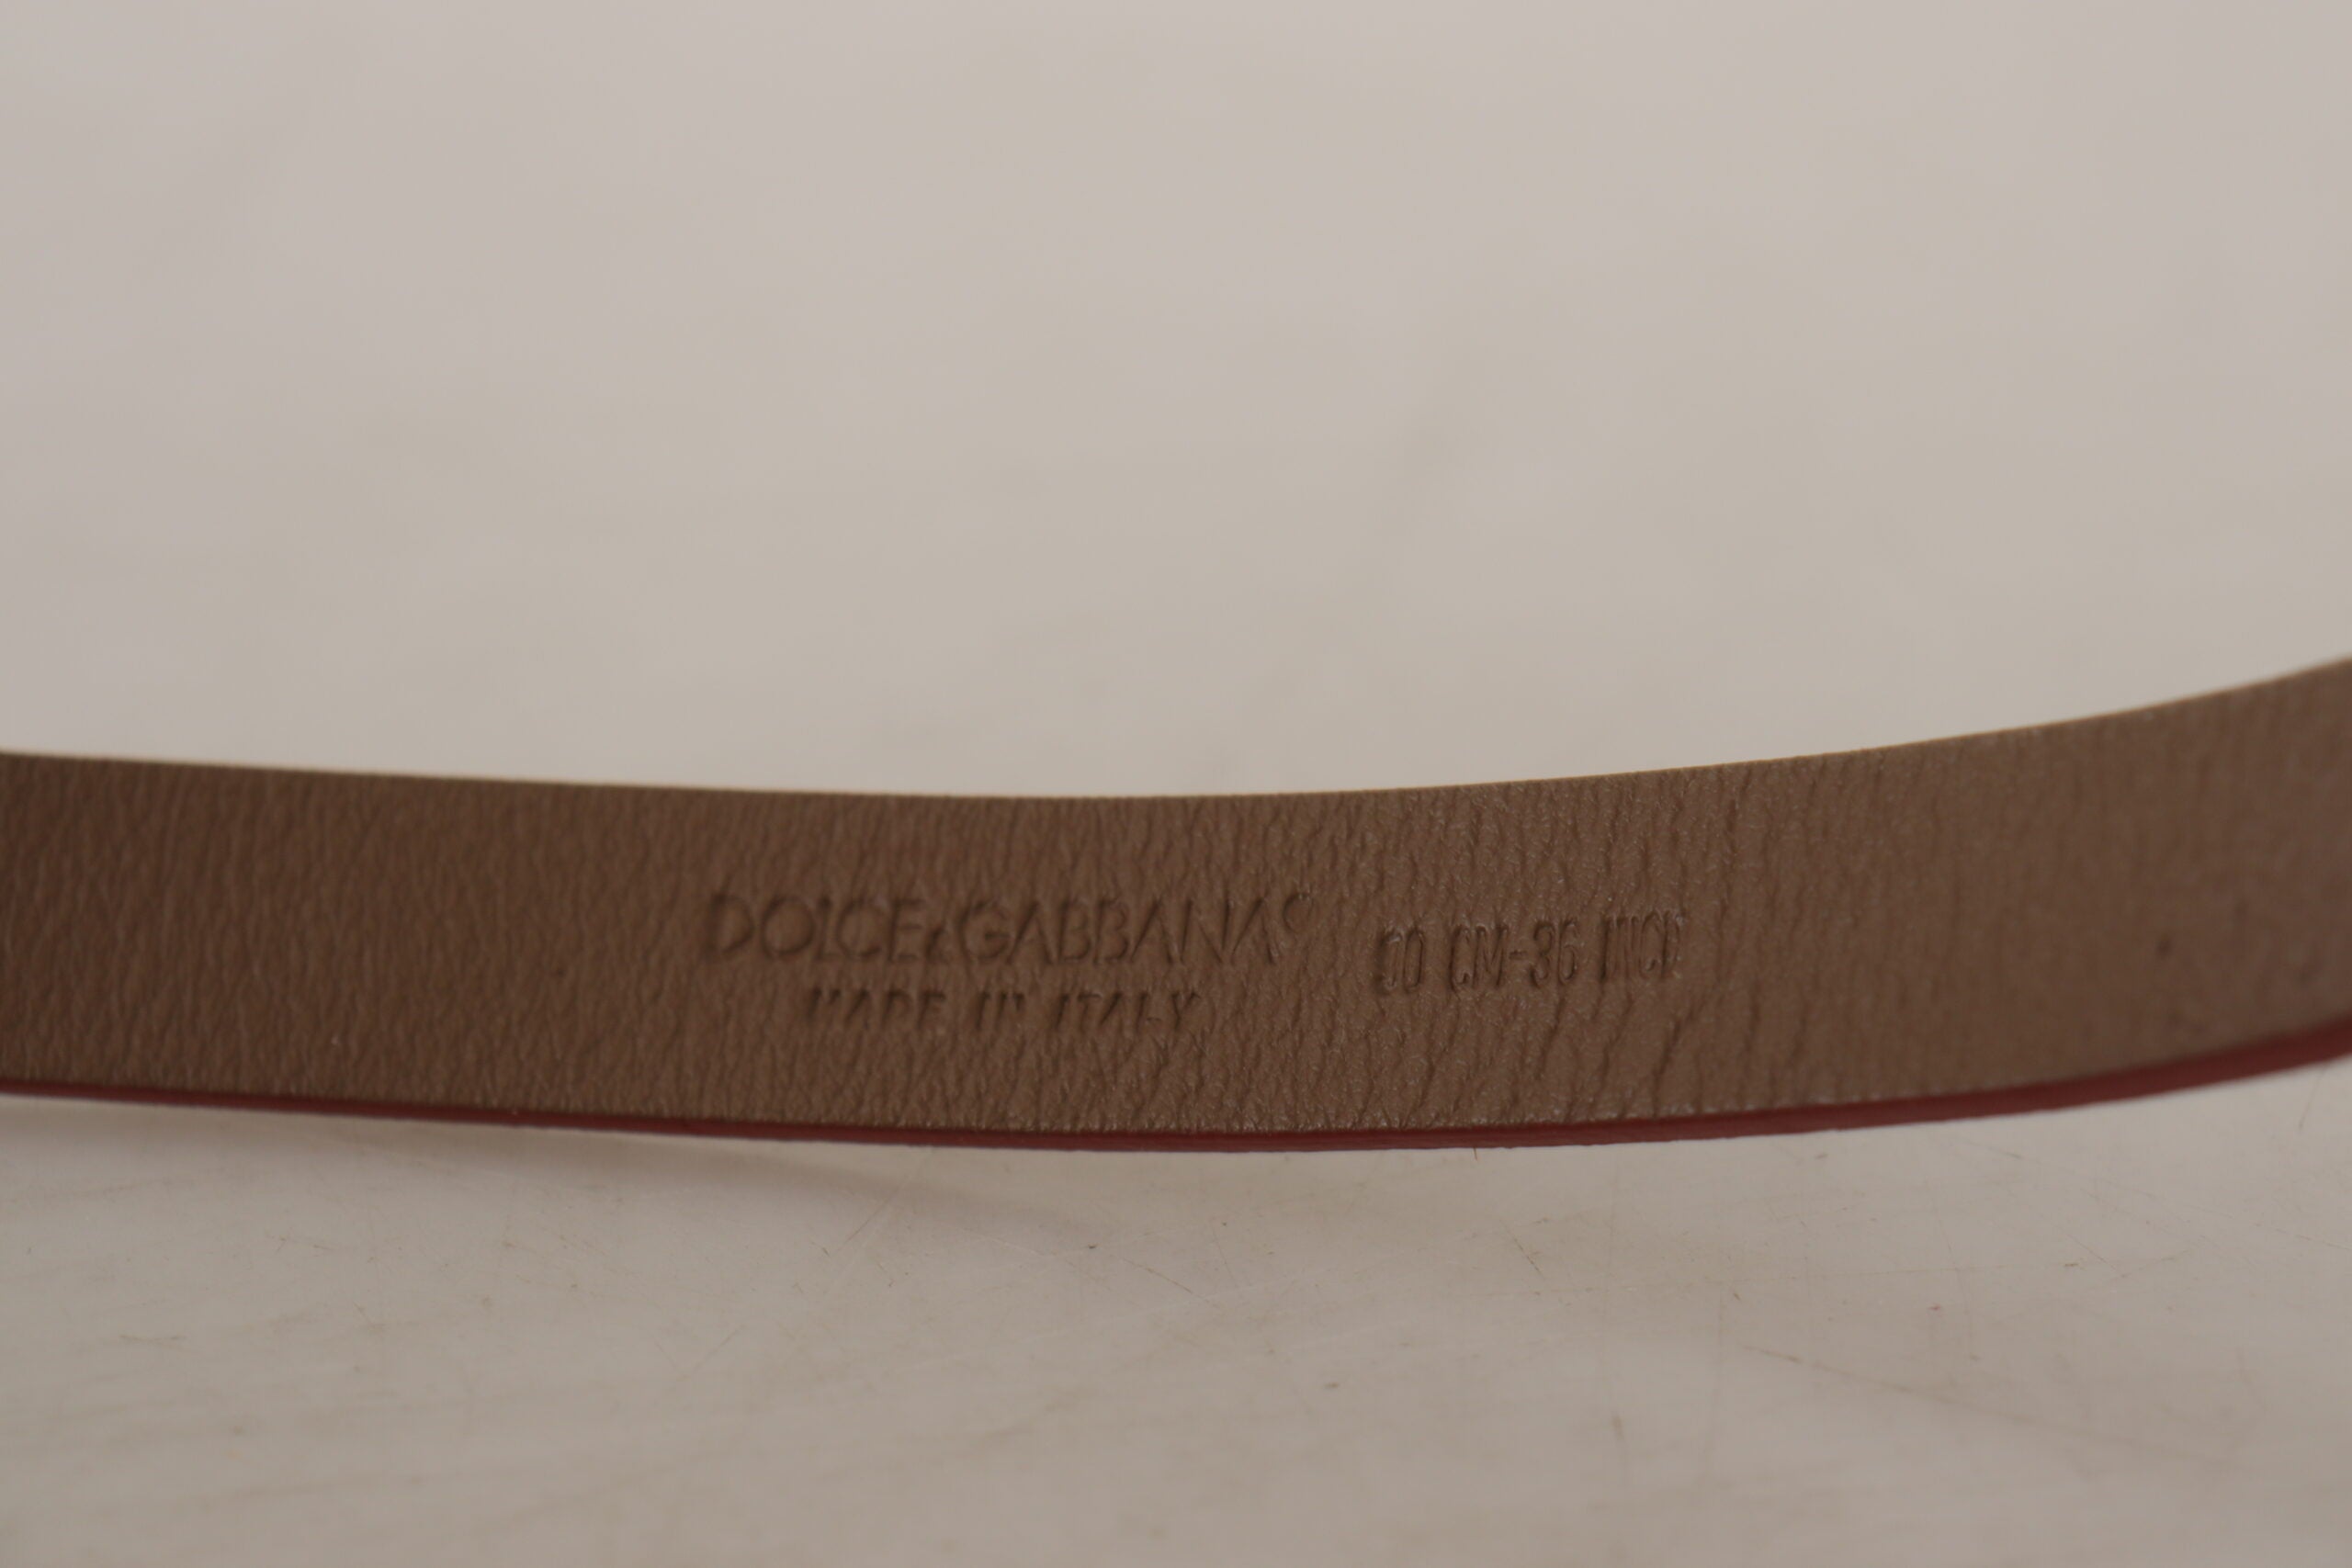 DOLCE&GABBANA®
MADE IN ITALY
90 CM-36 INCH